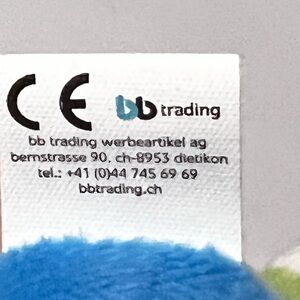 CE bb trading
bb trading werbeartikel ag
bernstrasse 90, ch-8953 dietikon
tel.: +41 (0)44 745 69 69
bbtrading.ch